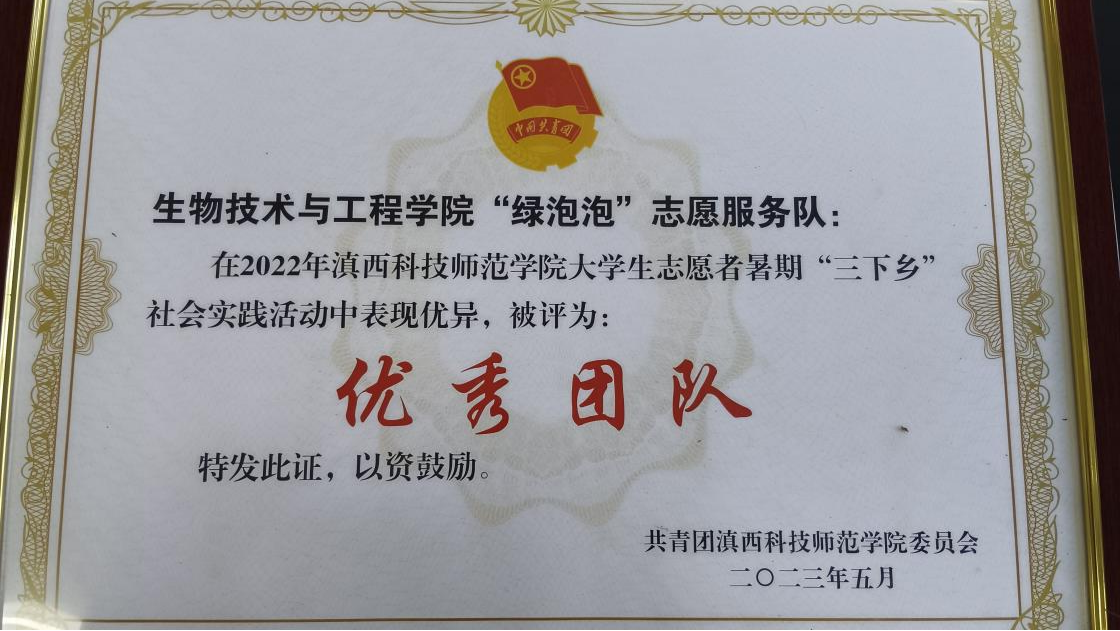 中国共青团
生物技术与工程学院“绿泡泡”志愿服务队：
在2022年滇西科技师范学院大学生志愿者暑期“三下乡”
社会实践活动中表现优异，被评为：
优秀团队
特发此证，以资鼓励。
共青团滇西科技师范学院委员会
二〇二三年五月